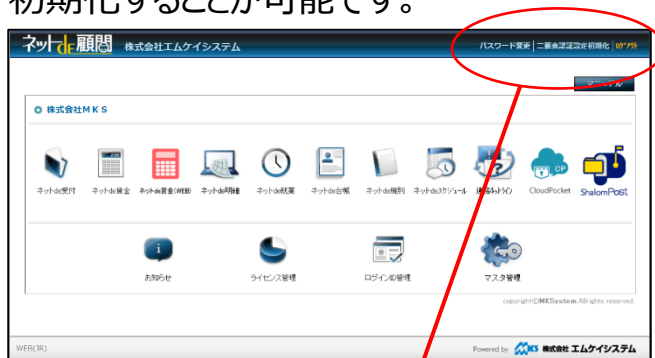 初期化することが可能です。
ネットde顧問 株式会社エムケイシステム
パスワード変更 | 二要素認証設定初期化 | ログアウト
マニュアル
株式会社MKS
ネットde受付 ネットde賃金 ネットde賃金(WEB) ネットde明細 ネットde就業 ネットde台帳 ネットde規則 ネットdeスケジュール CloudPocket ShalomPost
お知らせ ライセンス管理 ログインID管理 マスタ管理
copyright©MKSystem. All rights reserved.
WEB(JR) Powered by MKS 株式会社 エムケイシステム